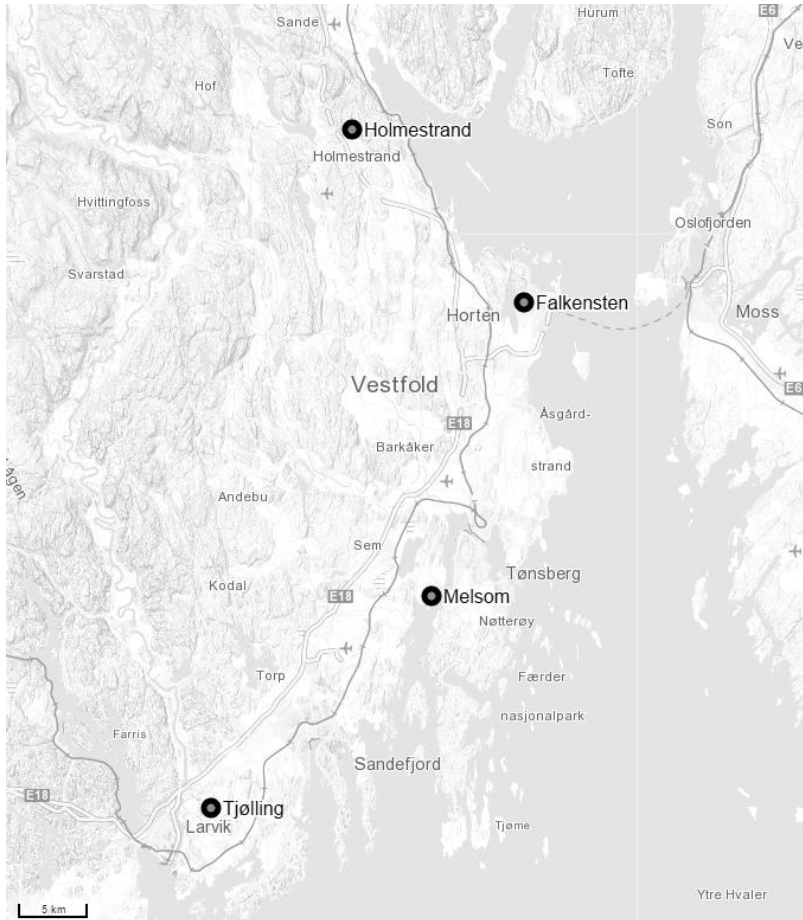 E6
Hurum
Sande
Ve
Tofte
Hof
Son
Holmestrand
Holmestrand
Hvittingfoss
Oslofjorden
Svarstad
Falkensten
Horten
Moss
Vestfold
E6
Åsgård-
E18
Barkåker
strand
ågen
Andebu
Sem
Tønsberg
Kodal
E18
Melsom
Nøtterøy
Torp
Færder
nasjonalpark
Farris
Sandefjord
E18
Tjølling
Larvik
Tjøme
Ytre Hvaler
5 km